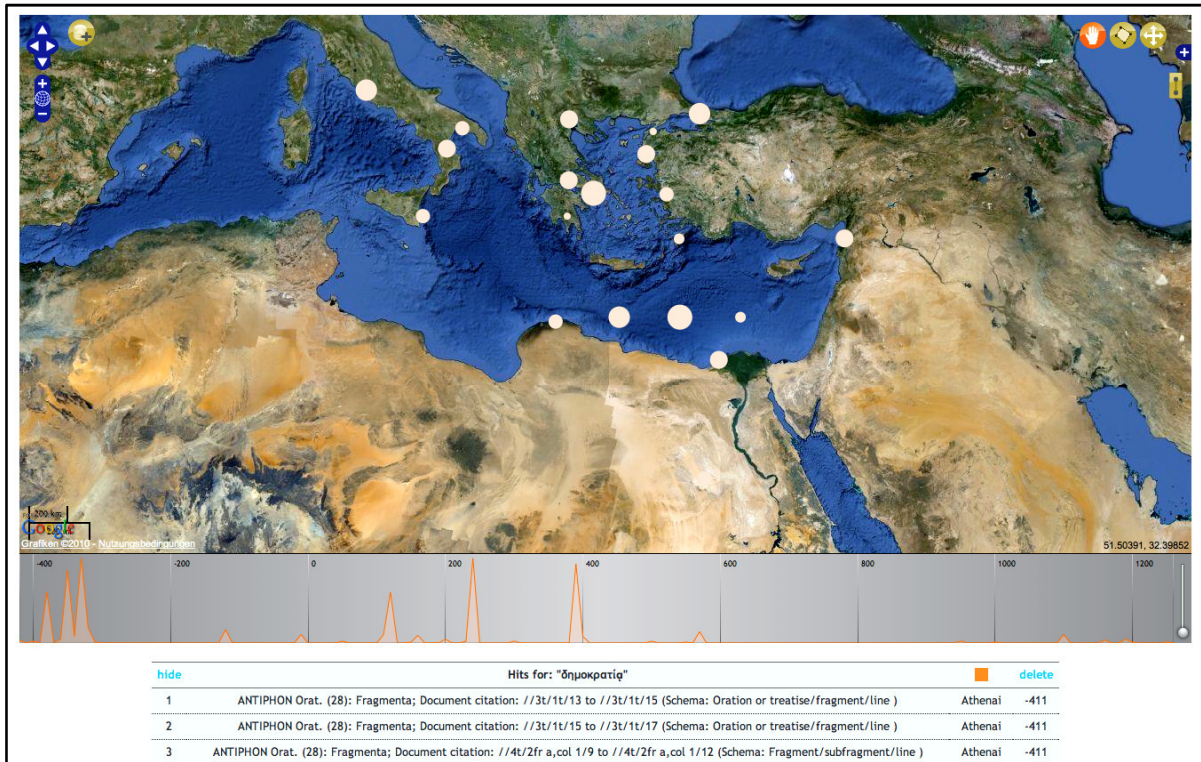 200 km
Google
Grafiken ©2010 - Nutzungsbedingungen
51.50391, 32.39852
-400 -200 0 200 400 600 800 1000 1200
hide Hits for: "δημοκρατίᾳ" delete
1 ANTIPHON Orat. (28): Fragmenta; Document citation: //3t/1t/13 to //3t/1t/15 (Schema: Oration or treatise/fragment/line ) Athenai -411
2 ANTIPHON Orat. (28): Fragmenta; Document citation: //3t/1t/15 to //3t/1t/17 (Schema: Oration or treatise/fragment/line ) Athenai -411
3 ANTIPHON Orat. (28): Fragmenta; Document citation: //4t/2fr a,col 1/9 to //4t/2fr a,col 1/12 (Schema: Fragment/subfragment/line ) Athenai -411